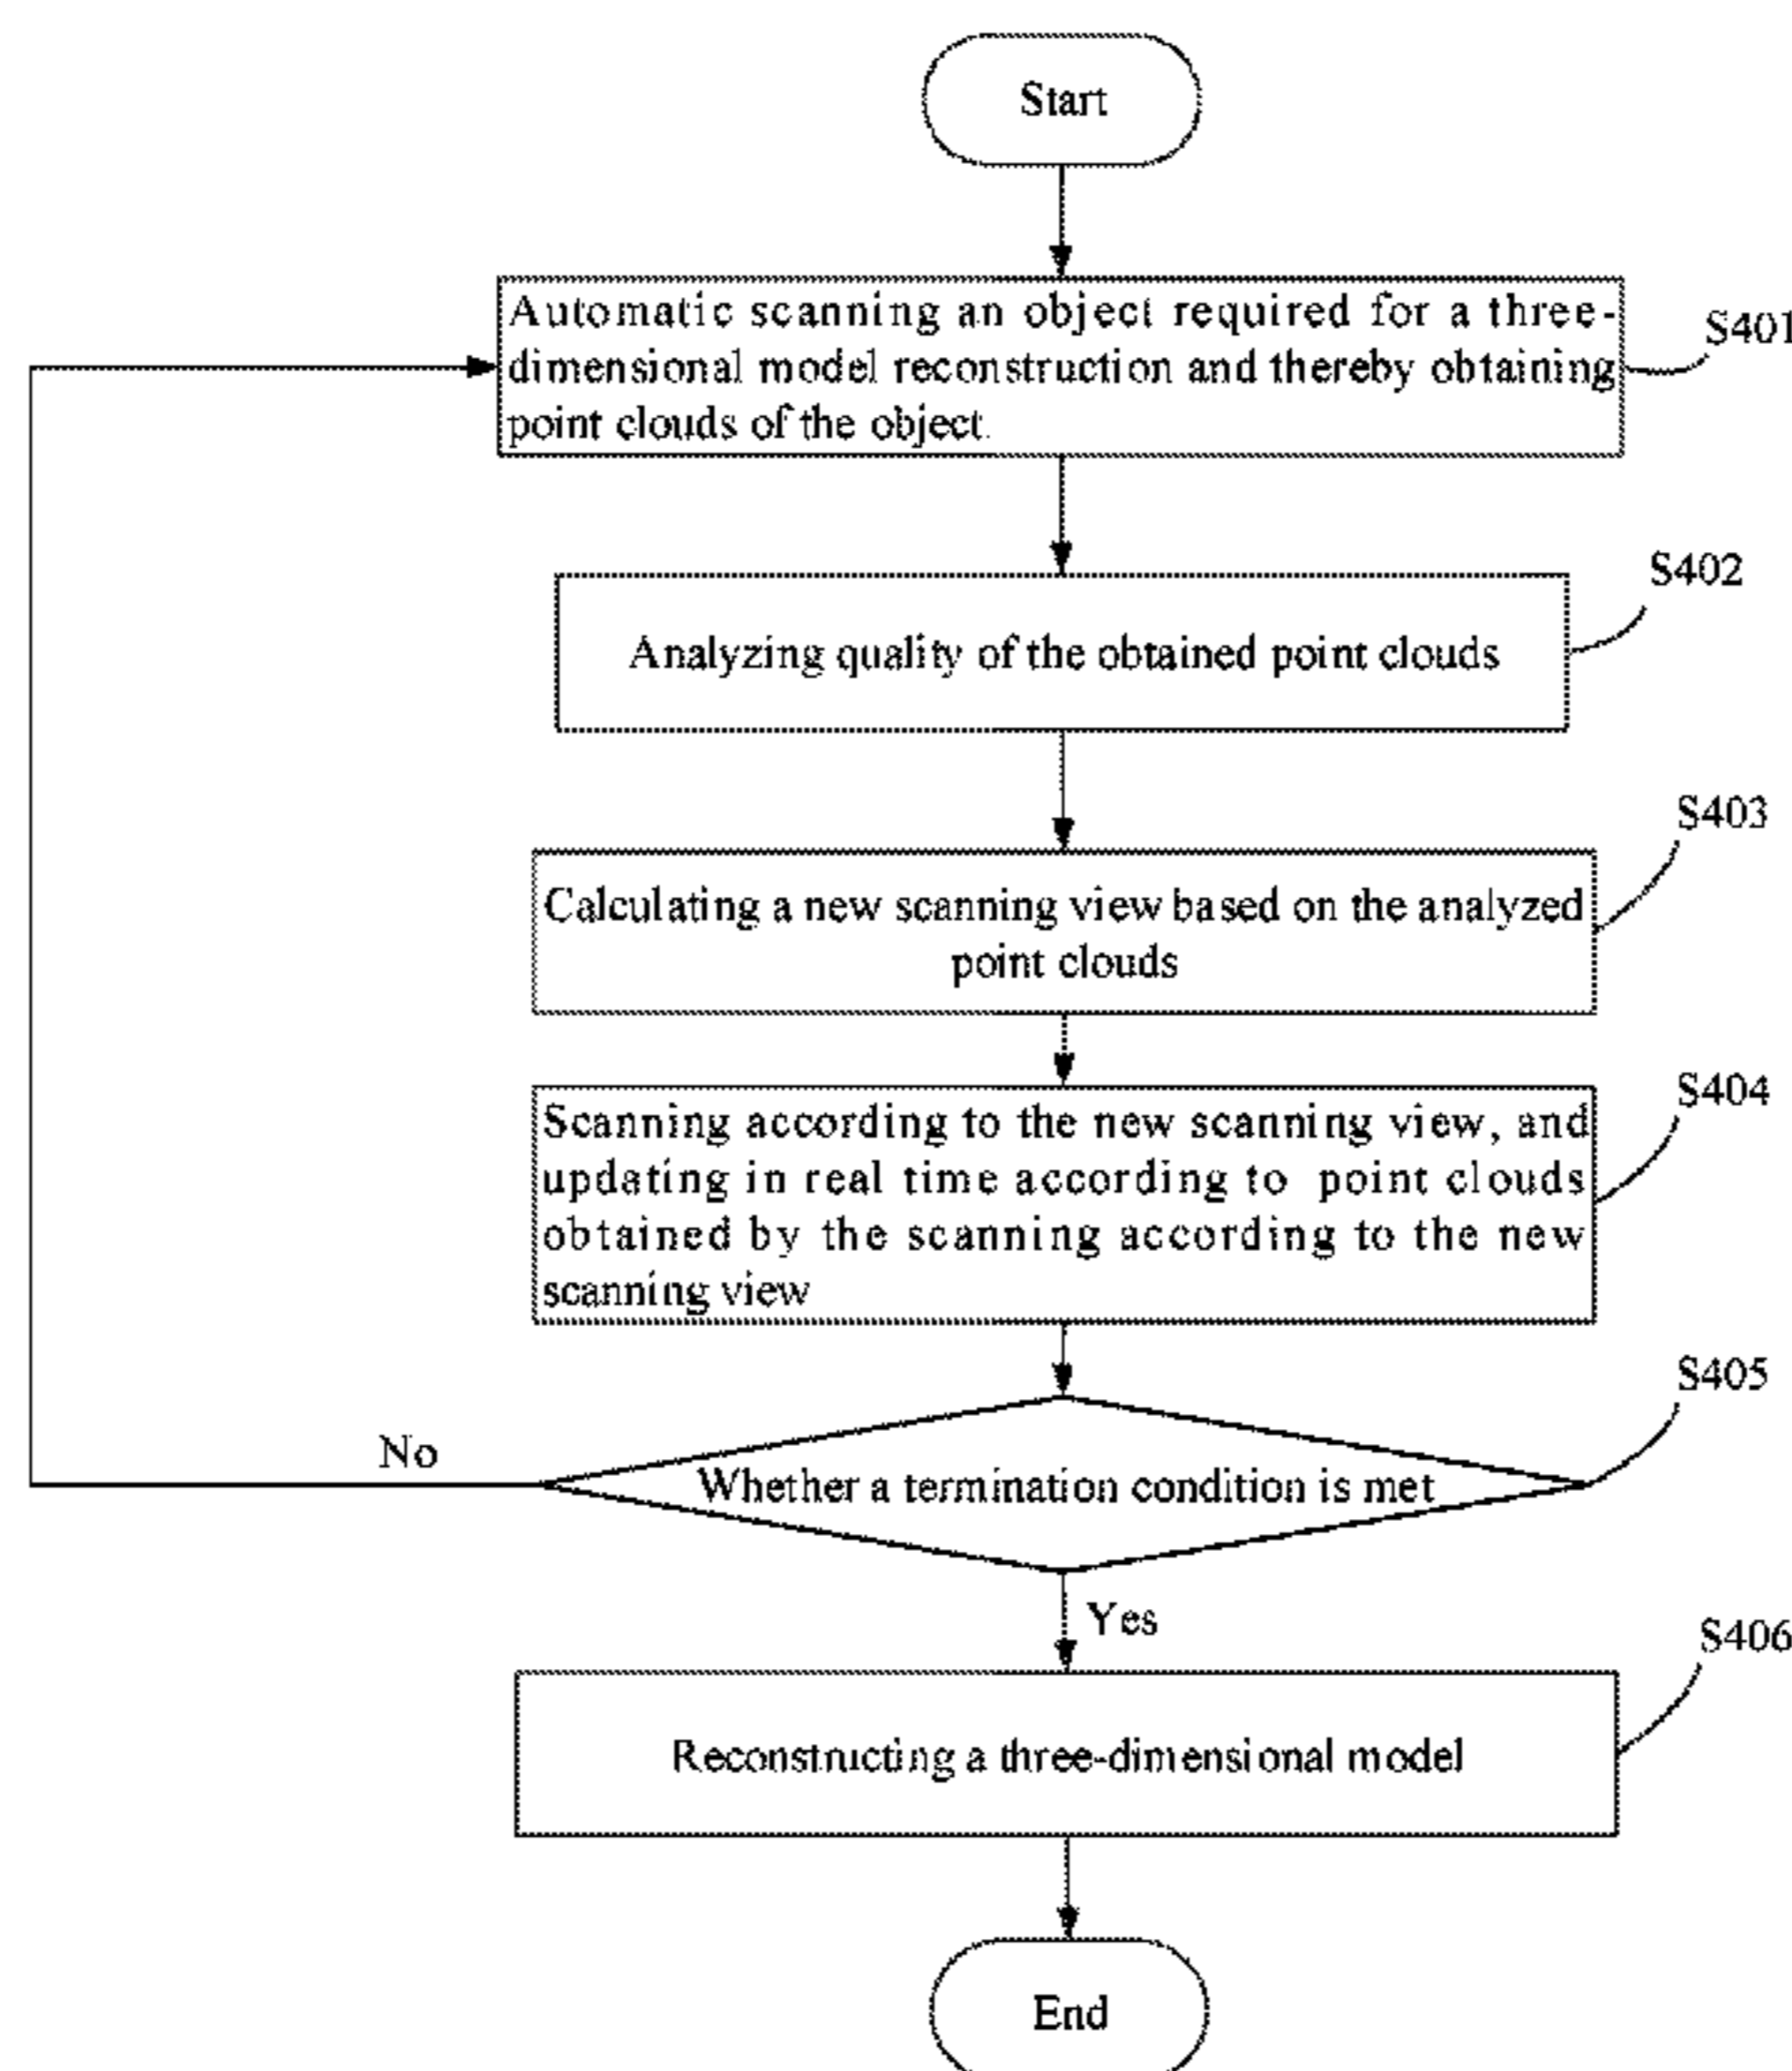 Start
Automatic scanning an object required for a three-
dimensional model reconstruction and thereby obtaining
point clouds of the object.
S401
Analyzing quality of the obtained point clouds
S402
Calculating a new scanning view based on the analyzed
point clouds
S403
Scanning according to the new scanning view, and
updating in real time according to point clouds
obtained by the scanning according to the new
scanning view
S404
Whether a termination condition is met
S405
No
Yes
Reconstructing a three-dimensional model
S406
End